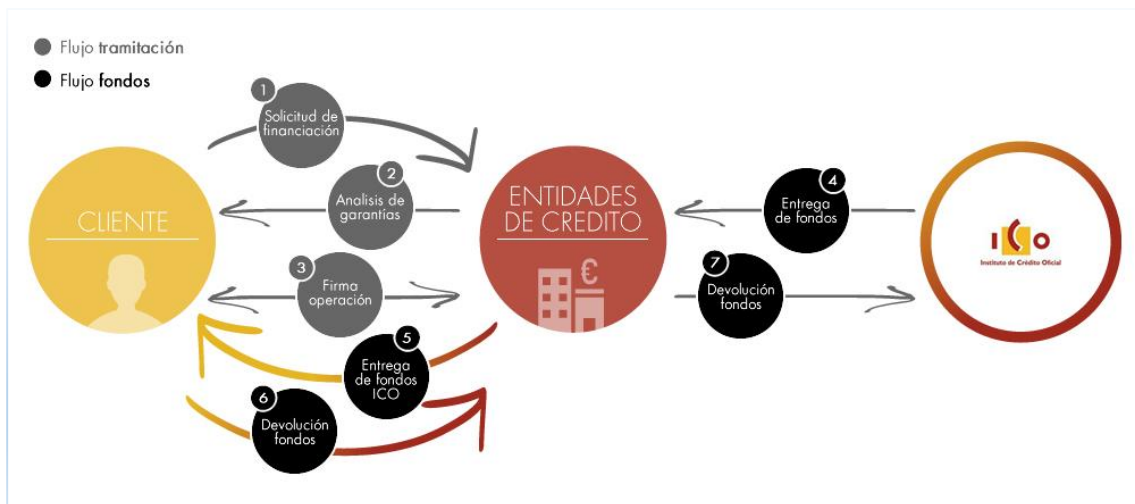 Flujo tramitación
Flujo fondos
1
Solicitud de
financiación
CLIENTE
2
Analisis de
garantías
3
Firma
operación
ENTIDADES
DE CREDITO
€
4
Entrega
de fondos
7
Devolución
fondos
ICO
Instituto de Crédito Oficial
5
Entrega
de fondos
ICO
6
Devolución
fondos